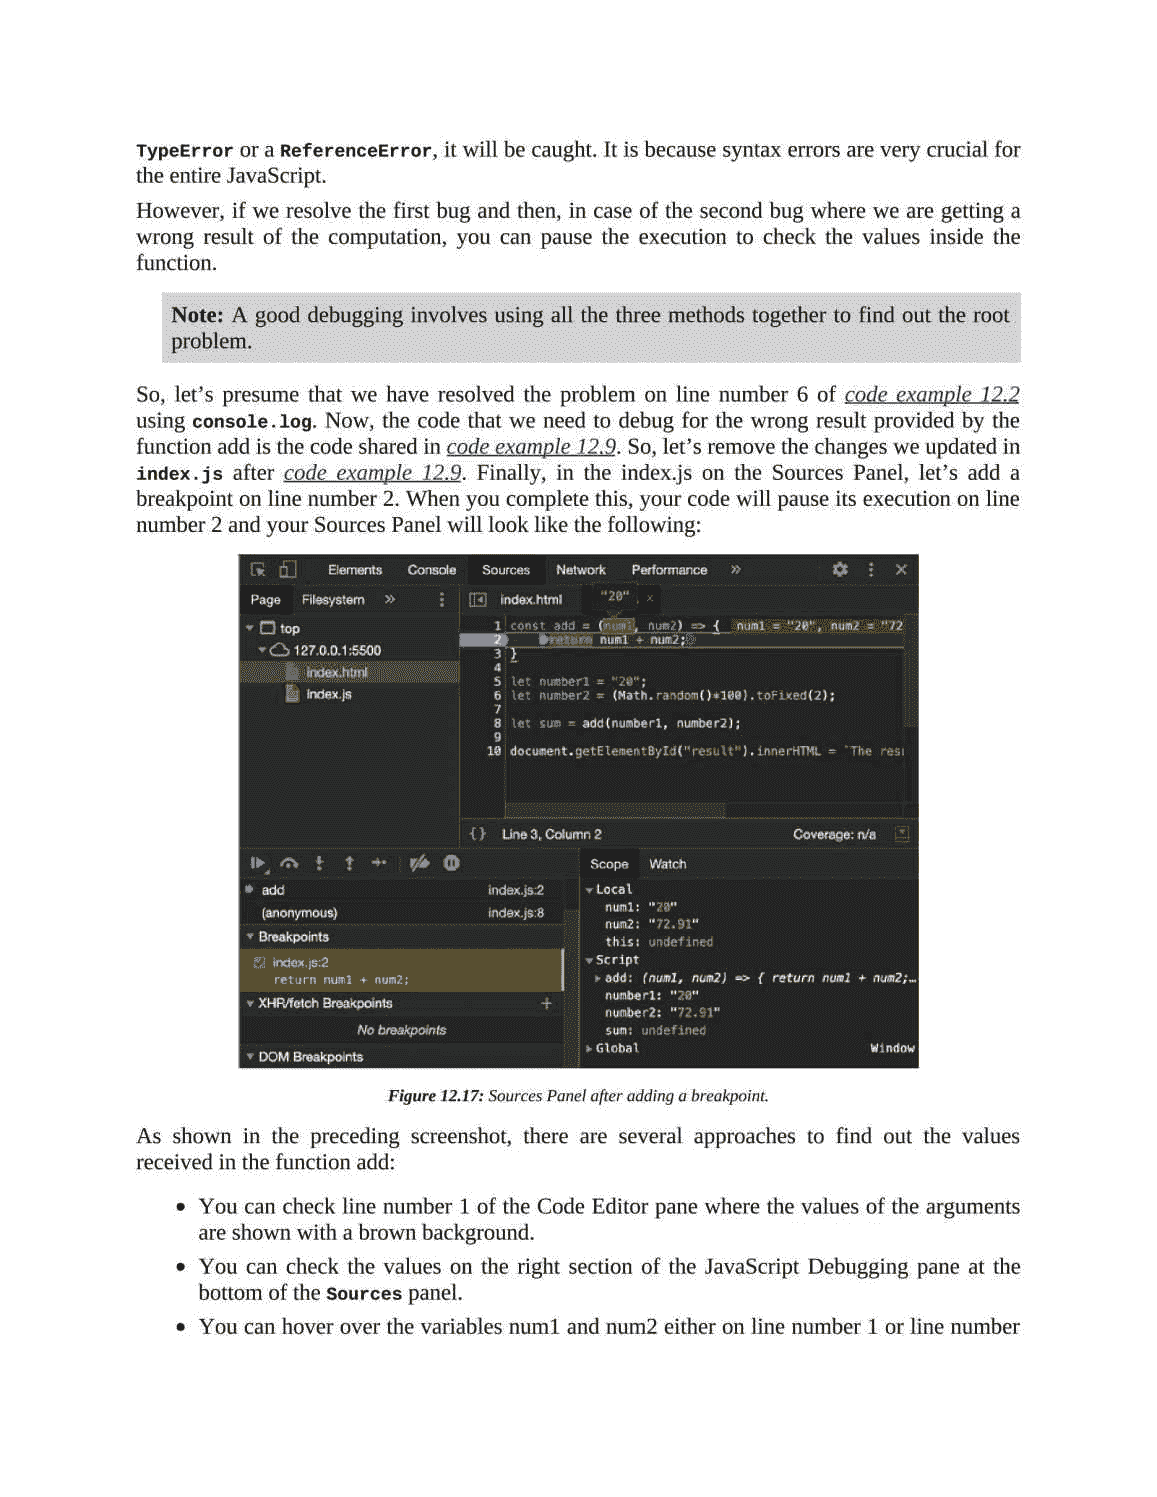 TypeError or a ReferenceError, it will be caught. It is because syntax errors are very crucial for
the entire JavaScript.
However, if we resolve the first bug and then, in case of the second bug where we are getting a
wrong result of the computation, you can pause the execution to check the values inside the
function.
Note: A good debugging involves using all the three methods together to find out the root
problem.
So, let’s presume that we have resolved the problem on line number 6 of code example 12.2
using console.log. Now, the code that we need to debug for the wrong result provided by the
function add is the code shared in code example 12.9. So, let’s remove the changes we updated in
index.js after code example 12.9. Finally, in the index.js on the Sources Panel, let’s add a
breakpoint on line number 2. When you complete this, your code will pause its execution on line
number 2 and your Sources Panel will look like the following:
Elements Console Sources Network Performance »
Page Filesystem » index.html "20" ×
top
127.0.0.1:5500
index.html
index.js
1 const add = (num1, num2) => { num1 = "20", num2 = "72
2 return num1 + num2;
3 }
4
5 let number1 = "20";
6 let number2 = (Math.random()*100).toFixed(2);
7
8 let sum = add(number1, number2);
9
10 document.getElementById("result").innerHTML = `The resu
{} Line 3, Column 2 Coverage: n/a
add index.js:2
(anonymous) index.js:8
Breakpoints
index.js:2
return num1 + num2;
XHR/fetch Breakpoints +
No breakpoints
DOM Breakpoints
Scope Watch
Local
num1: "20"
num2: "72.91"
this: undefined
Script
add: (num1, num2) => { return num1 + num2;…
number1: "20"
number2: "72.91"
sum: undefined
Global Window
Figure 12.17: Sources Panel after adding a breakpoint.
As shown in the preceding screenshot, there are several approaches to find out the values
received in the function add:
• You can check line number 1 of the Code Editor pane where the values of the arguments
are shown with a brown background.
• You can check the values on the right section of the JavaScript Debugging pane at the
bottom of the Sources panel.
• You can hover over the variables num1 and num2 either on line number 1 or line number